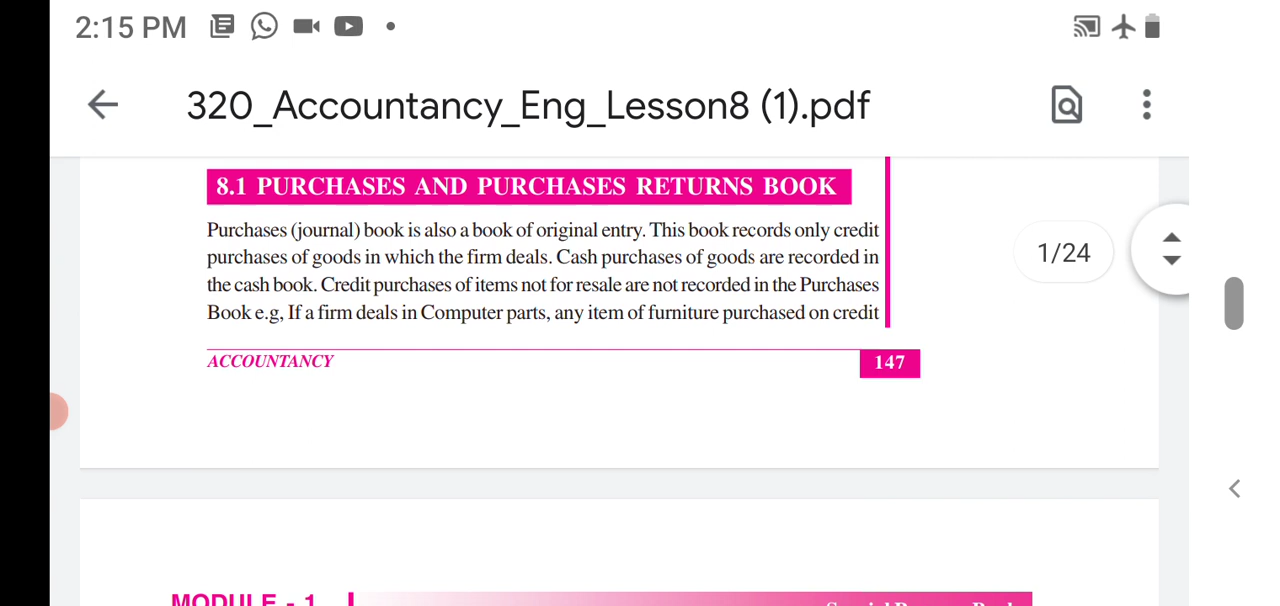 2:15 PM
320_Accountancy_Eng_Lesson8 (1).pdf
8.1 PURCHASES AND PURCHASES RETURNS BOOK
Purchases (journal) book is also a book of original entry. This book records only credit
purchases of goods in which the firm deals. Cash purchases of goods are recorded in
the cash book. Credit purchases of items not for resale are not recorded in the Purchases
Book e.g, If a firm deals in Computer parts, any item of furniture purchased on credit
1/24
ACCOUNTANCY
147
MODULE - 1